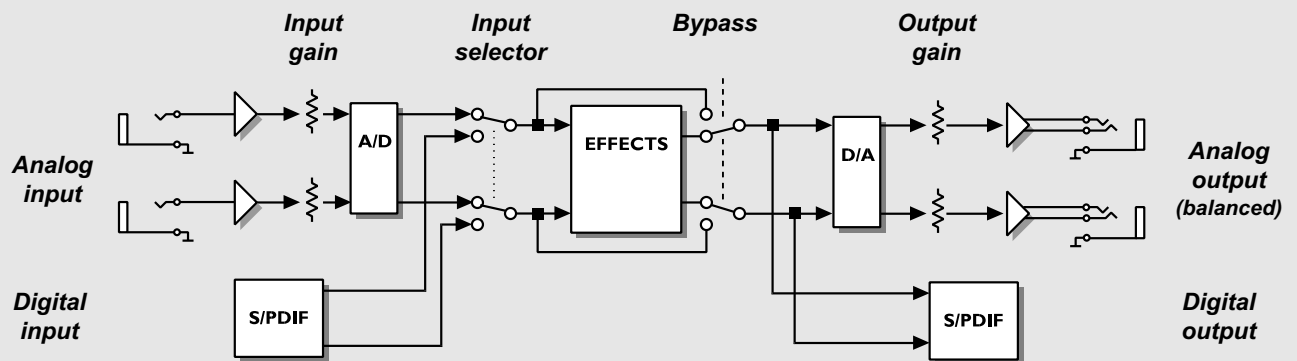 Input
gain
Input
selector
Bypass
Output
gain
A/D
EFFECTS
D/A
Analog
input
Analog
output
(balanced)
Digital
input
S/PDIF
S/PDIF
Digital
output